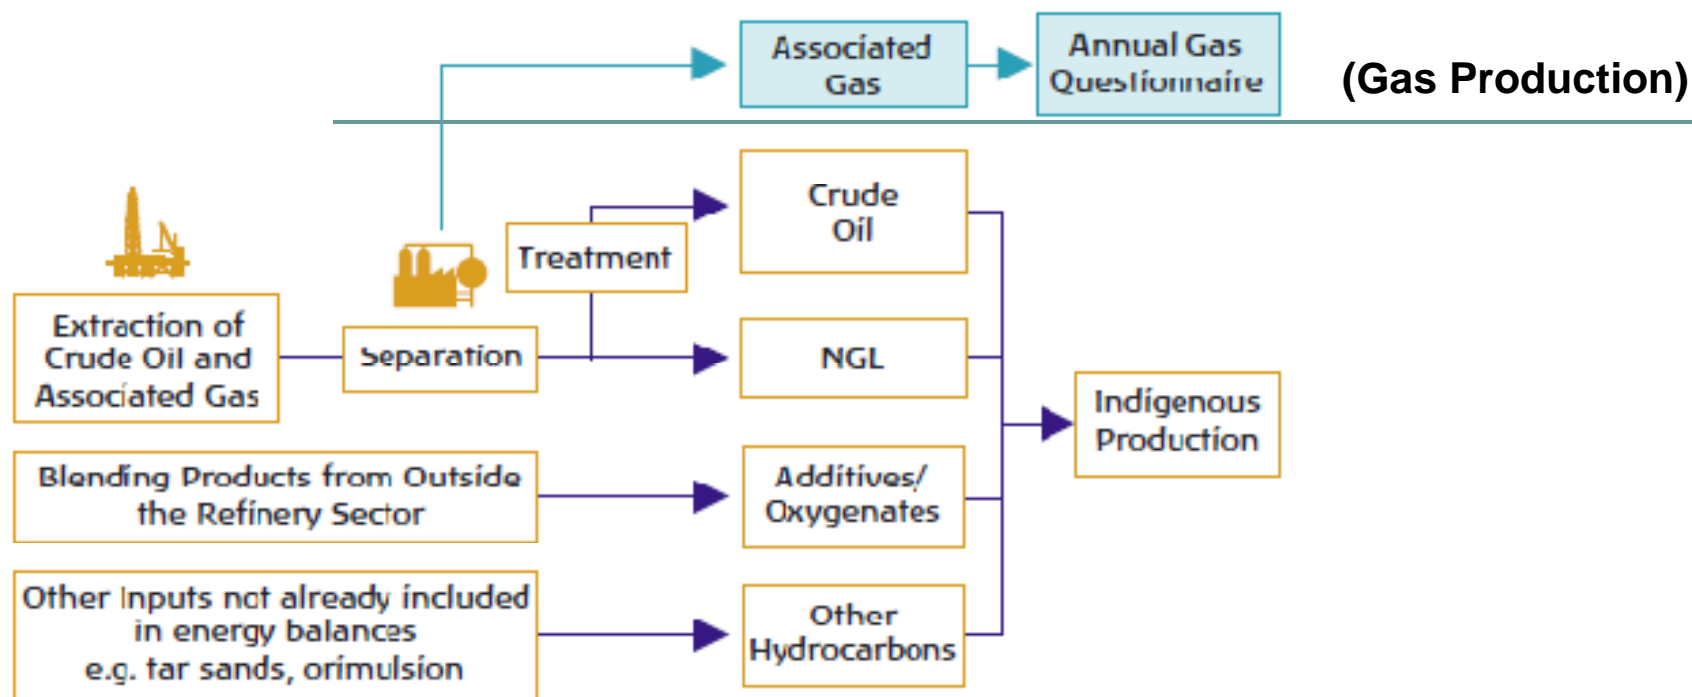 Associated
Gas
Annual Gas
Questionnaire
(Gas Production)
Crude
Oil
Treatment
Extraction of
Crude Oil and
Associated Gas
Separation
NGL
Indigenous
Production
Blending Products from Outside
the Refinery Sector
Additives/
Oxygenates
Other Inputs not already included
in energy balances
e.g. tar sands, orimulsion
Other
Hydrocarbons